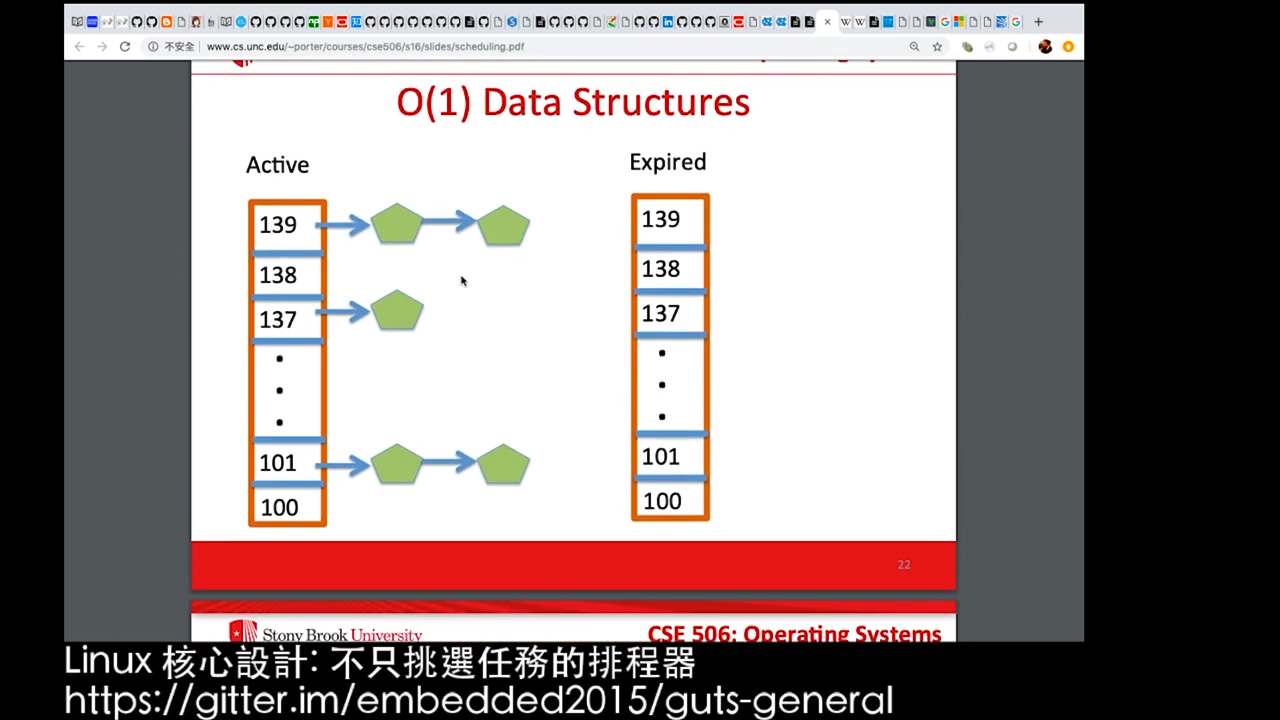 不安全 www.cs.unc.edu/~porter/courses/cse506/s16/slides/scheduling.pdf
O(1) Data Structures
Active
Expired
139
138
137
101
100
139
138
137
101
100
22
Stony Brook University
CSE 506: Operating Systems
Linux 核心設計: 不只挑選任務的排程器
https://gitter.im/embedded2015/guts-general